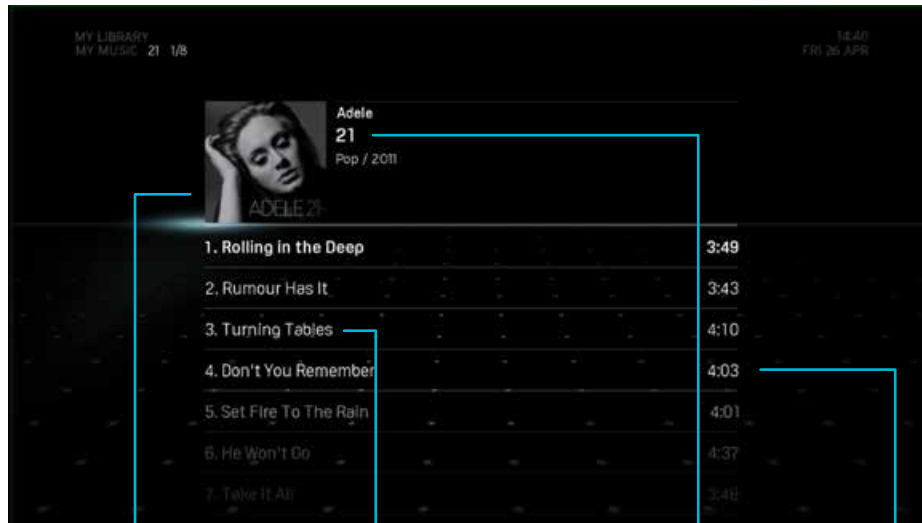 MY LIBRARY
MY MUSIC 21 1/8
14:40
FRI 26 APR
Adele
21
Pop / 2011
ADELE 21
1. Rolling in the Deep 3:49
2. Rumour Has It 3:43
3. Turning Tables 4:10
4. Don't You Remember 4:03
5. Set Fire To The Rain 4:01
6. He Won't Go 4:37
7. Take It All 3:48